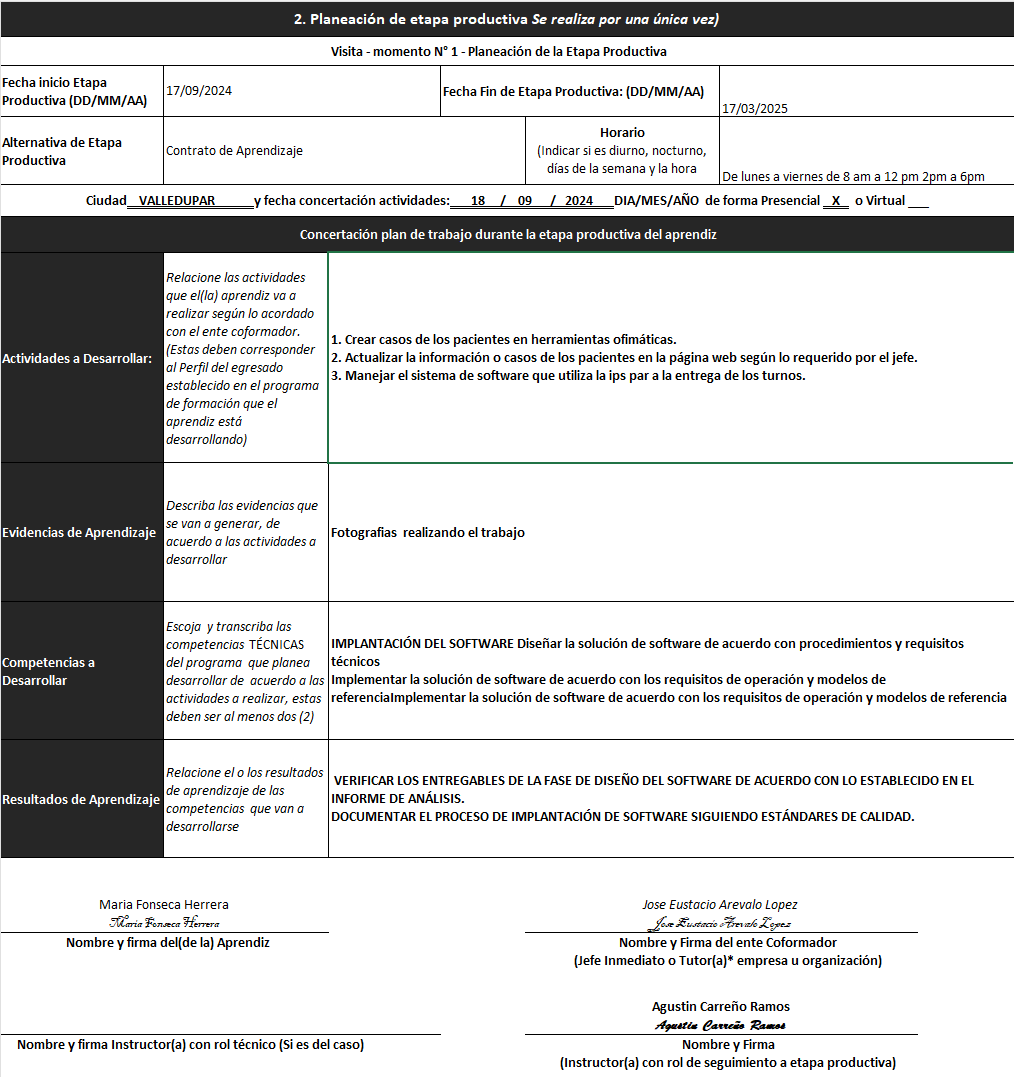 2. Planeación de etapa productiva Se realiza por una única vez)
Visita - momento N° 1 - Planeación de la Etapa Productiva
Fecha inicio Etapa
Productiva (DD/MM/AA)
17/09/2024
Fecha Fin de Etapa Productiva: (DD/MM/AA)
17/03/2025
Alternativa de Etapa
Productiva
Contrato de Aprendizaje
Horario
(Indicar si es diurno, nocturno,
días de la semana y la hora
De lunes a viernes de 8 am a 12 pm 2pm a 6pm
Ciudad__VALLEDUPAR______y fecha concertación actividades:___18__/__09__/__2024___DIA/MES/AÑO de forma Presencial __X__ o Virtual ___
Concertación plan de trabajo durante la etapa productiva del aprendiz
Actividades a Desarrollar:
Relacione las actividades
que el(la) aprendiz va a
realizar según lo acordado
con el ente coformador.
(Estas deben corresponder
al Perfil del egresado
establecido en el programa
de formación que el
aprendiz está
desarrollando)
1. Crear casos de los pacientes en herramientas ofimáticas.
2. Actualizar la información o casos de los pacientes en la página web según lo requerido por el jefe.
3. Manejar el sistema de software que utiliza la ips par a la entrega de los turnos.
Evidencias de Aprendizaje
Describa las evidencias que
se van a generar, de
acuerdo a las actividades a
desarrollar
Fotografias realizando el trabajo
Competencias a
Desarrollar
Escoja y transcriba las
competencias TÉCNICAS
del programa que planea
desarrollar de acuerdo a las
actividades a realizar, estas
deben ser al menos dos (2)
IMPLANTACIÓN DEL SOFTWARE Diseñar la solución de software de acuerdo con procedimientos y requisitos
técnicos
Implementar la solución de software de acuerdo con los requisitos de operación y modelos de
referenciaImplementar la solución de software de acuerdo con los requisitos de operación y modelos de referencia
Resultados de Aprendizaje
Relacione el o los resultados
de aprendizaje de las
competencias que van a
desarrollarse
VERIFICAR LOS ENTREGABLES DE LA FASE DE DISEÑO DEL SOFTWARE DE ACUERDO CON LO ESTABLECIDO EN EL
INFORME DE ANÁLISIS.
DOCUMENTAR EL PROCESO DE IMPLANTACIÓN DE SOFTWARE SIGUIENDO ESTÁNDARES DE CALIDAD.
Maria Fonseca Herrera
Maria Fonseca Herrera
Nombre y firma del(de la) Aprendiz
Jose Eustacio Arevalo Lopez
Jose Eustacio Arevalo Lopez
Nombre y Firma del ente Coformador
(Jefe Inmediato o Tutor(a)* empresa u organización)
Agustin Carreño Ramos
Agustin Carreño Ramos
Nombre y firma Instructor(a) con rol técnico (Si es del caso)
Nombre y Firma
(Instructor(a) con rol de seguimiento a etapa productiva)